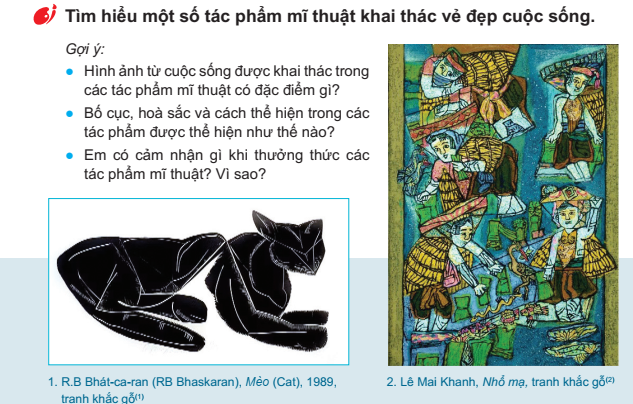 Tìm hiểu một số tác phẩm mĩ thuật khai thác vẻ đẹp cuộc sống.
Gợi ý:
• Hình ảnh từ cuộc sống được khai thác trong
các tác phẩm mĩ thuật có đặc điểm gì?
• Bố cục, hoà sắc và cách thể hiện trong các
tác phẩm được thể hiện như thế nào?
• Em có cảm nhận gì khi thưởng thức các
tác phẩm mĩ thuật? Vì sao?
1. R.B Bhát-ca-ran (RB Bhaskaran), Mèo (Cat), 1989,
tranh khắc gỗ⁽¹⁾
2. Lê Mai Khanh, Nhổ mạ, tranh khắc gỗ⁽²⁾